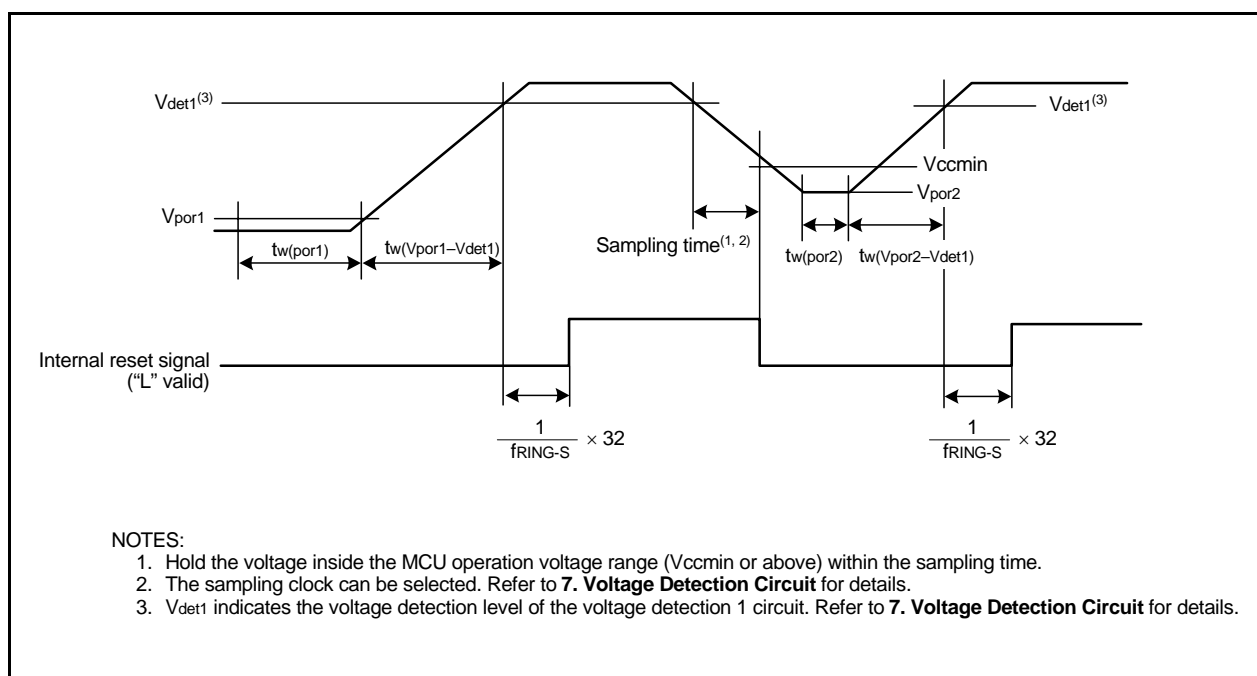 Vdet1(3)
Vdet1(3)
Vccmin
Vpor1
Vpor2
tw(por1)
tw(Vpor1–Vdet1)
Sampling time(1, 2)
tw(por2)
tw(Vpor2–Vdet1)
Internal reset signal
("L" valid)
1
fRING-S
× 32
1
fRING-S
× 32
NOTES:
1. Hold the voltage inside the MCU operation voltage range (Vccmin or above) within the sampling time.
2. The sampling clock can be selected. Refer to 7. Voltage Detection Circuit for details.
3. Vdet1 indicates the voltage detection level of the voltage detection 1 circuit. Refer to 7. Voltage Detection Circuit for details.